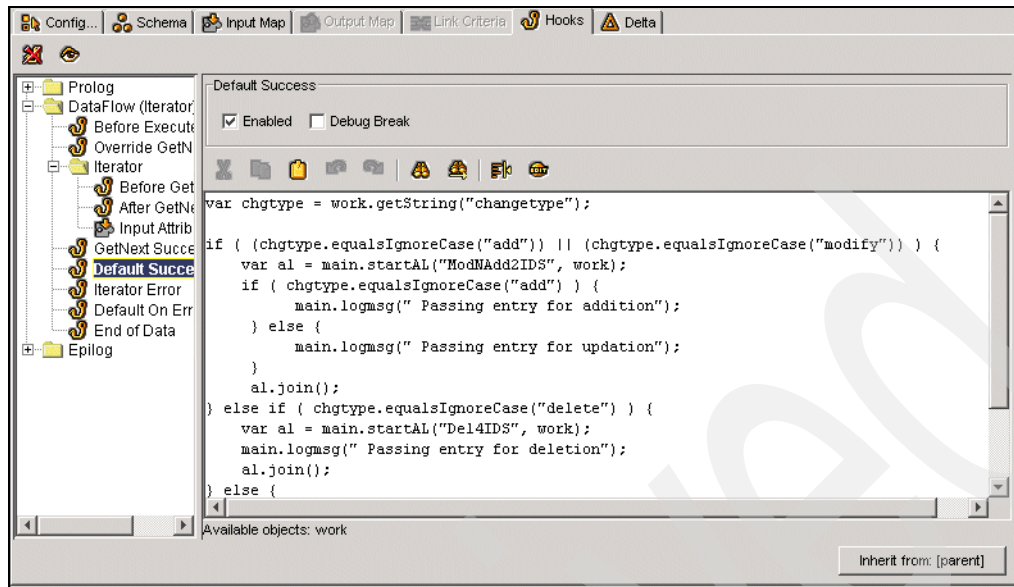 Config... Schema Input Map Output Map Link Criteria Hooks Delta
Prolog
DataFlow (Iterator)
Before Execute
Override GetN
Iterator
Before Get
After GetNe
Input Attrib
GetNext Succe
Default Succe
Iterator Error
Default On Err
End of Data
Epilog
Default Success
Enabled Debug Break
EDIT
var chgtype = work.getString("changetype");
if ( (chgtype.equalsIgnoreCase("add")) || (chgtype.equalsIgnoreCase("modify")) ) {
var al = main.startAL("ModNAdd2IDS", work);
if ( chgtype.equalsIgnoreCase("add") ) {
main.logmsg(" Passing entry for addition");
} else {
main.logmsg(" Passing entry for updation");
}
al.join();
} else if ( chgtype.equalsIgnoreCase("delete") ) {
var al = main.startAL("Del4IDS", work);
main.logmsg(" Passing entry for deletion");
al.join();
} else {
Available objects: work
Inherit from: [parent]